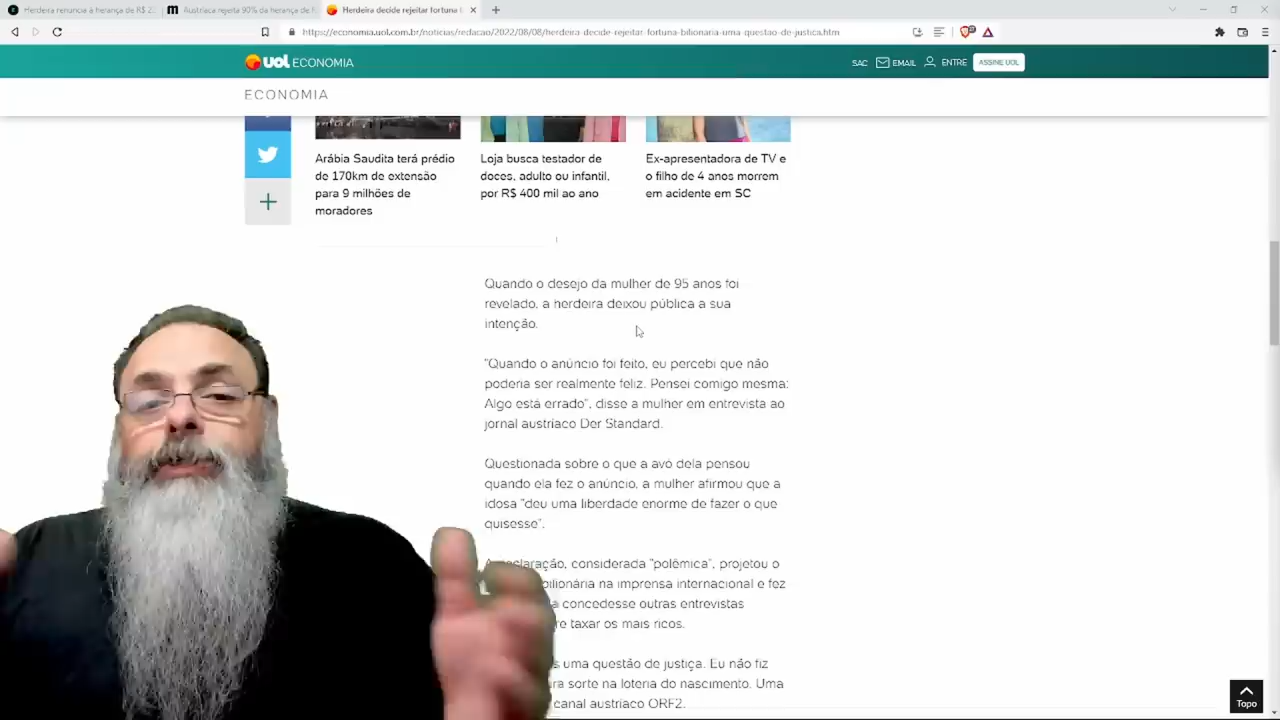 Herdeira renuncia à herança de R$ 2
Austríaca rejeita 90% da herança de R
Herdeira decide rejeitar fortuna
https://economia.uol.com.br/noticias/redacao/2022/08/08/herdeira-decide-rejeitar-fortuna-bilionaria-uma-questao-de-justica.htm
UOL ECONOMIA
SAC EMAIL ENTRE ASSINE UOL
ECONOMIA
Arábia Saudita terá prédio
de 170km de extensão
para 9 milhões de
moradores
Loja busca testador de
doces, adulto ou infantil,
por R$ 400 mil ao ano
Ex-apresentadora de TV e
o filho de 4 anos morrem
em acidente em SC
Quando o desejo da mulher de 95 anos foi
revelado, a herdeira deixou pública a sua
intenção.
"Quando o anúncio foi feito, eu percebi que não
poderia ser realmente feliz. Pensei comigo mesma:
Algo está errado", disse a mulher em entrevista ao
jornal austríaco Der Standard.
Questionada sobre o que a avó dela pensou
quando ela fez o anúncio, a mulher afirmou que a
idosa "deu uma liberdade enorme de fazer o que
quisesse".
A declaração, considerada "polêmica", projetou o
bilionária na imprensa internacional e fez
concedesse outras entrevistas
taxar os mais ricos.
uma questão de justiça. Eu não fiz
sorte na loteria do nascimento. Uma
canal austríaco ORF2.
Topo